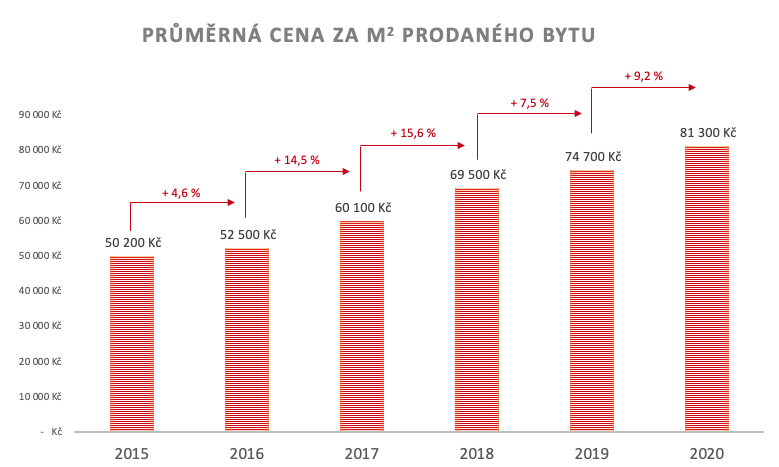 PRŮMĚRNÁ CENA ZA M² PRODANÉHO BYTU
+ 9,2 %
+ 7,5 %
90 000 Kč
+ 15,6 %
81 300 Kč
80 000 Kč
+ 14,5 %
74 700 Kč
69 500 Kč
70 000 Kč
+ 4,6 %
60 100 Kč
60 000 Kč
52 500 Kč
50 200 Kč
50 000 Kč
40 000 Kč
30 000 Kč
20 000 Kč
10 000 Kč
- Kč
2015 2016 2017 2018 2019 2020